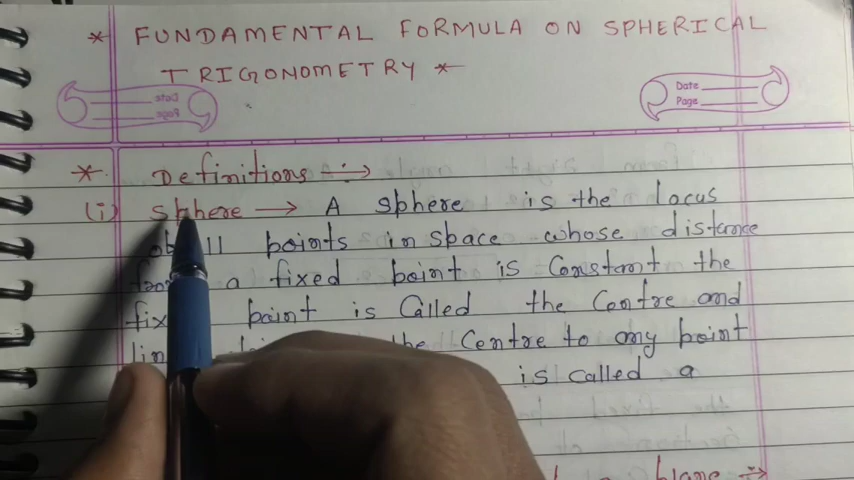 * FUNDAMENTAL FORMULA ON SPHERICAL
TRIGONOMETRY *
Date
Page
* Definitions :->
(i) Sphere -> A sphere is the locus
points in space whose distance
a fixed point is Constant the
point is Called the Centre and
the Centre to any point
is called a